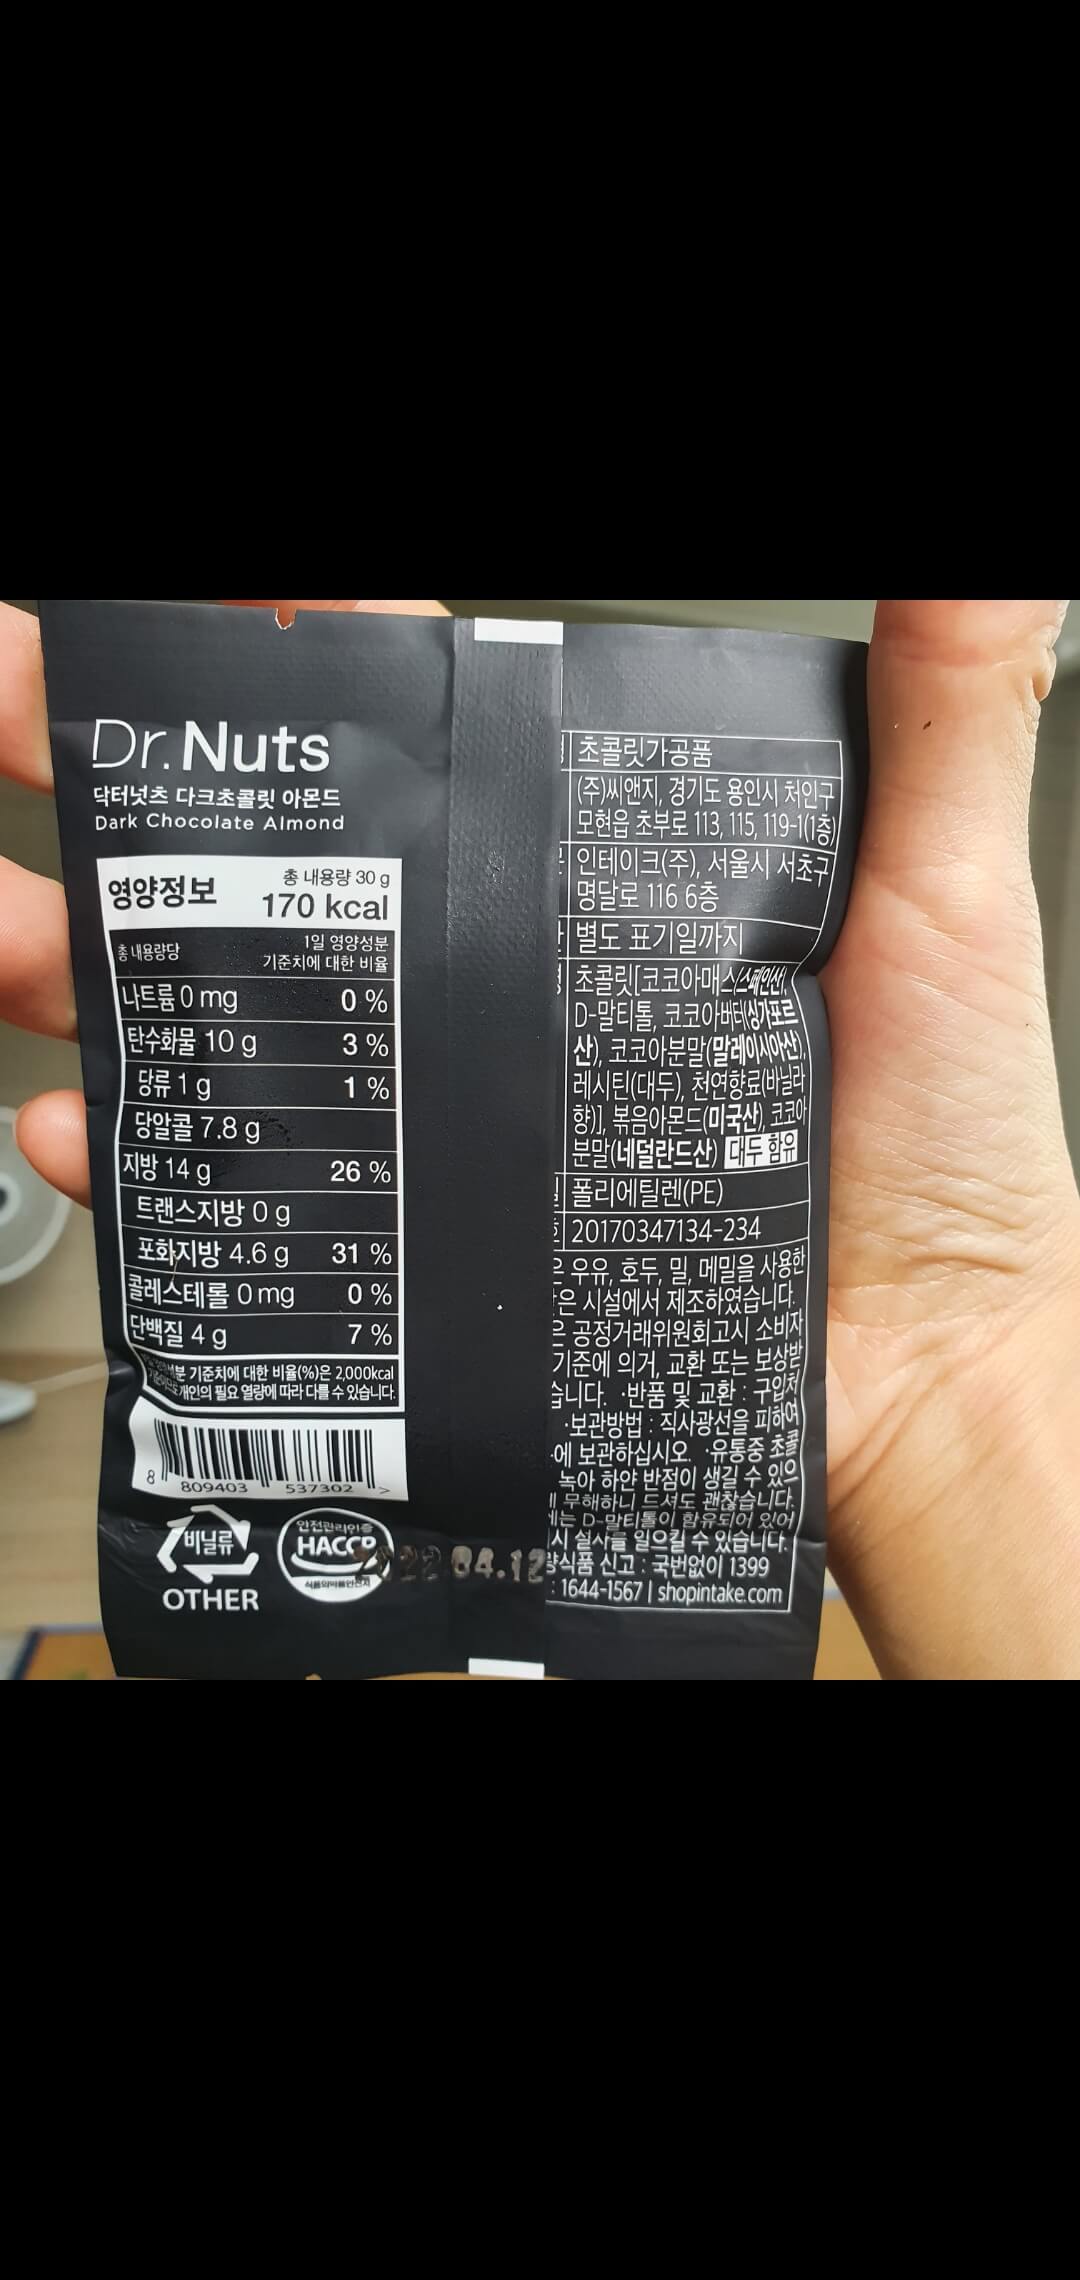 Dr. Nuts
닥터넛츠 다크초콜릿 아몬드
Dark Chocolate Almond
영양정보
총 내용량 30 g
170 kcal
총 내용량당
1일 영양성분
기준치에 대한 비율
나트륨 0 mg 0 %
탄수화물 10 g 3 %
당류 1 g 1 %
당알콜 7.8 g
지방 14 g 26 %
트랜스지방 0 g
포화지방 4.6 g 31 %
콜레스테롤 0 mg 0 %
단백질 4 g 7 %
기준치에 대한 비율(%)은 2,000kcal
개인의 필요 열량에 따라 다를 수 있습니다.
8 809403 537302 >
비닐류
OTHER
안전관리인증
HACCP
식품의약품안전처
2022.04.12
초콜릿가공품
(주)씨앤지, 경기도 용인시 처인구
모현읍 초부로 113, 115, 119-1(1층)
인테이크(주), 서울시 서초구
명달로 116 6층
별도 표기일까지
초콜릿[코코아매스(스페인산),
D-말티톨, 코코아버터(싱가포르
산), 코코아분말(말레이시아산),
레시틴(대두), 천연향료(바닐라
향)], 볶음아몬드(미국산), 코코아
분말(네덜란드산) 대두 함유
폴리에틸렌(PE)
20170347134-234
은 우유, 호두, 밀, 메밀을 사용한
은 시설에서 제조하였습니다.
은 공정거래위원회고시 소비자
기준에 의거, 교환 또는 보상받
습니다. ·반품 및 교환 : 구입처
·보관방법 : 직사광선을 피하여
에 보관하십시오. ·유통중 초콜
녹아 하얀 반점이 생길 수 있으
무해하니 드셔도 괜찮습니다.
에는 D-말티톨이 함유되어 있어
시 설사를 일으킬 수 있습니다.
량식품 신고 : 국번없이 1399
: 1644-1567 | shopintake.com